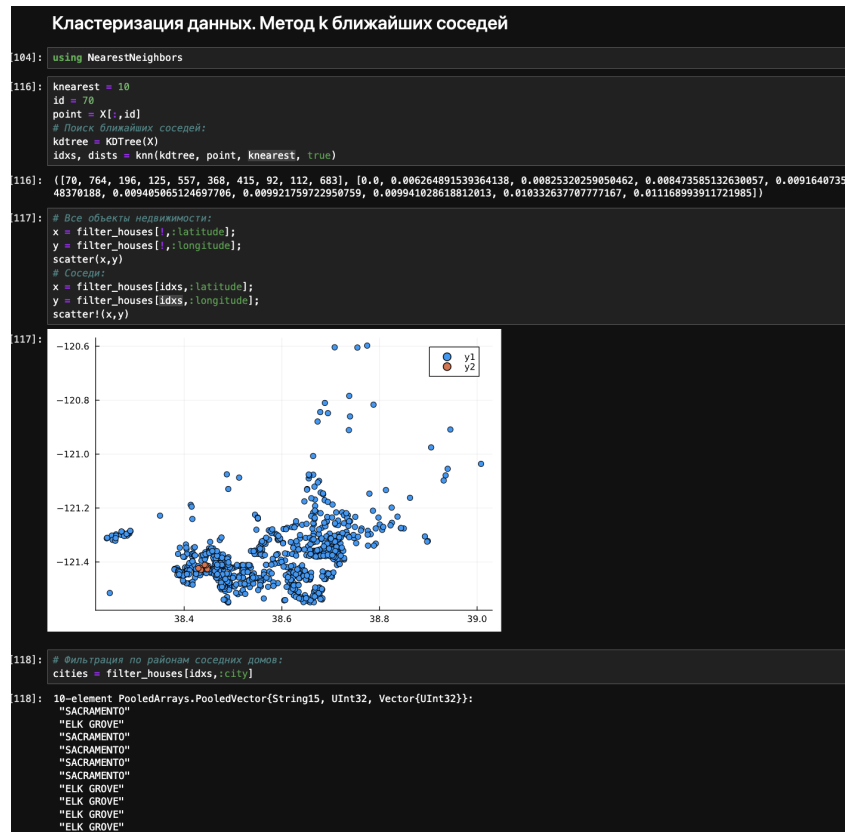 Кластеризация данных. Метод k ближайших соседей
[104]: using NearestNeighbors
[116]: knearest = 10
id = 70
point = X[:,id]
# Поиск ближайших соседей:
kdtree = KDTree(X)
idxs, dists = knn(kdtree, point, knearest, true)
[116]: ([70, 764, 196, 125, 557, 368, 415, 92, 112, 683], [0.0, 0.006264891539364138, 0.00825320259050462, 0.008473585132630057, 0.0091640735
48370188, 0.009405065124697706, 0.009921759722950759, 0.009941028618812013, 0.010332637707777167, 0.011168993911721985])
[117]: # Все объекты недвижимости:
x = filter_houses[!,:latitude];
y = filter_houses[!,:longitude];
scatter(x,y)
# Соседи:
x = filter_houses[idxs,:latitude];
y = filter_houses[idxs,:longitude];
scatter!(x,y)
[117]:
-120.6
y1
y2
-120.8
-121.0
-121.2
-121.4
38.4 38.6 38.8 39.0
[118]: # Фильтрация по районам соседних домов:
cities = filter_houses[idxs,:city]
[118]: 10-element PooledArrays.PooledVector{String15, UInt32, Vector{UInt32}}:
"SACRAMENTO"
"ELK GROVE"
"SACRAMENTO"
"SACRAMENTO"
"SACRAMENTO"
"SACRAMENTO"
"ELK GROVE"
"ELK GROVE"
"ELK GROVE"
"ELK GROVE"